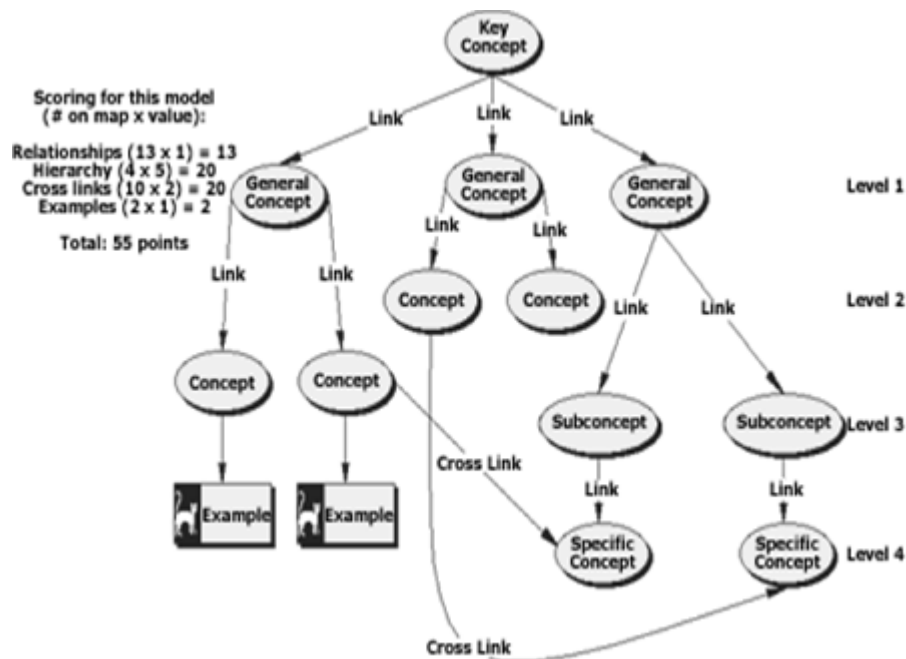 Key
Concept
Scoring for this model
(# on map x value):
Relationships (13 x 1) = 13
Hierarchy (4 x 5) = 20
Cross links (10 x 2) = 20
Examples (2 x 1) = 2
Total: 55 points
Link
Link
Link
General
Concept
General
Concept
General
Concept
Level 1
Link
Link
Link
Link
Concept
Concept
Level 2
Link
Link
Concept
Concept
Subconcept
Subconcept
Level 3
Cross Link
Link
Link
Example
Example
Specific
Concept
Specific
Concept
Level 4
Cross Link